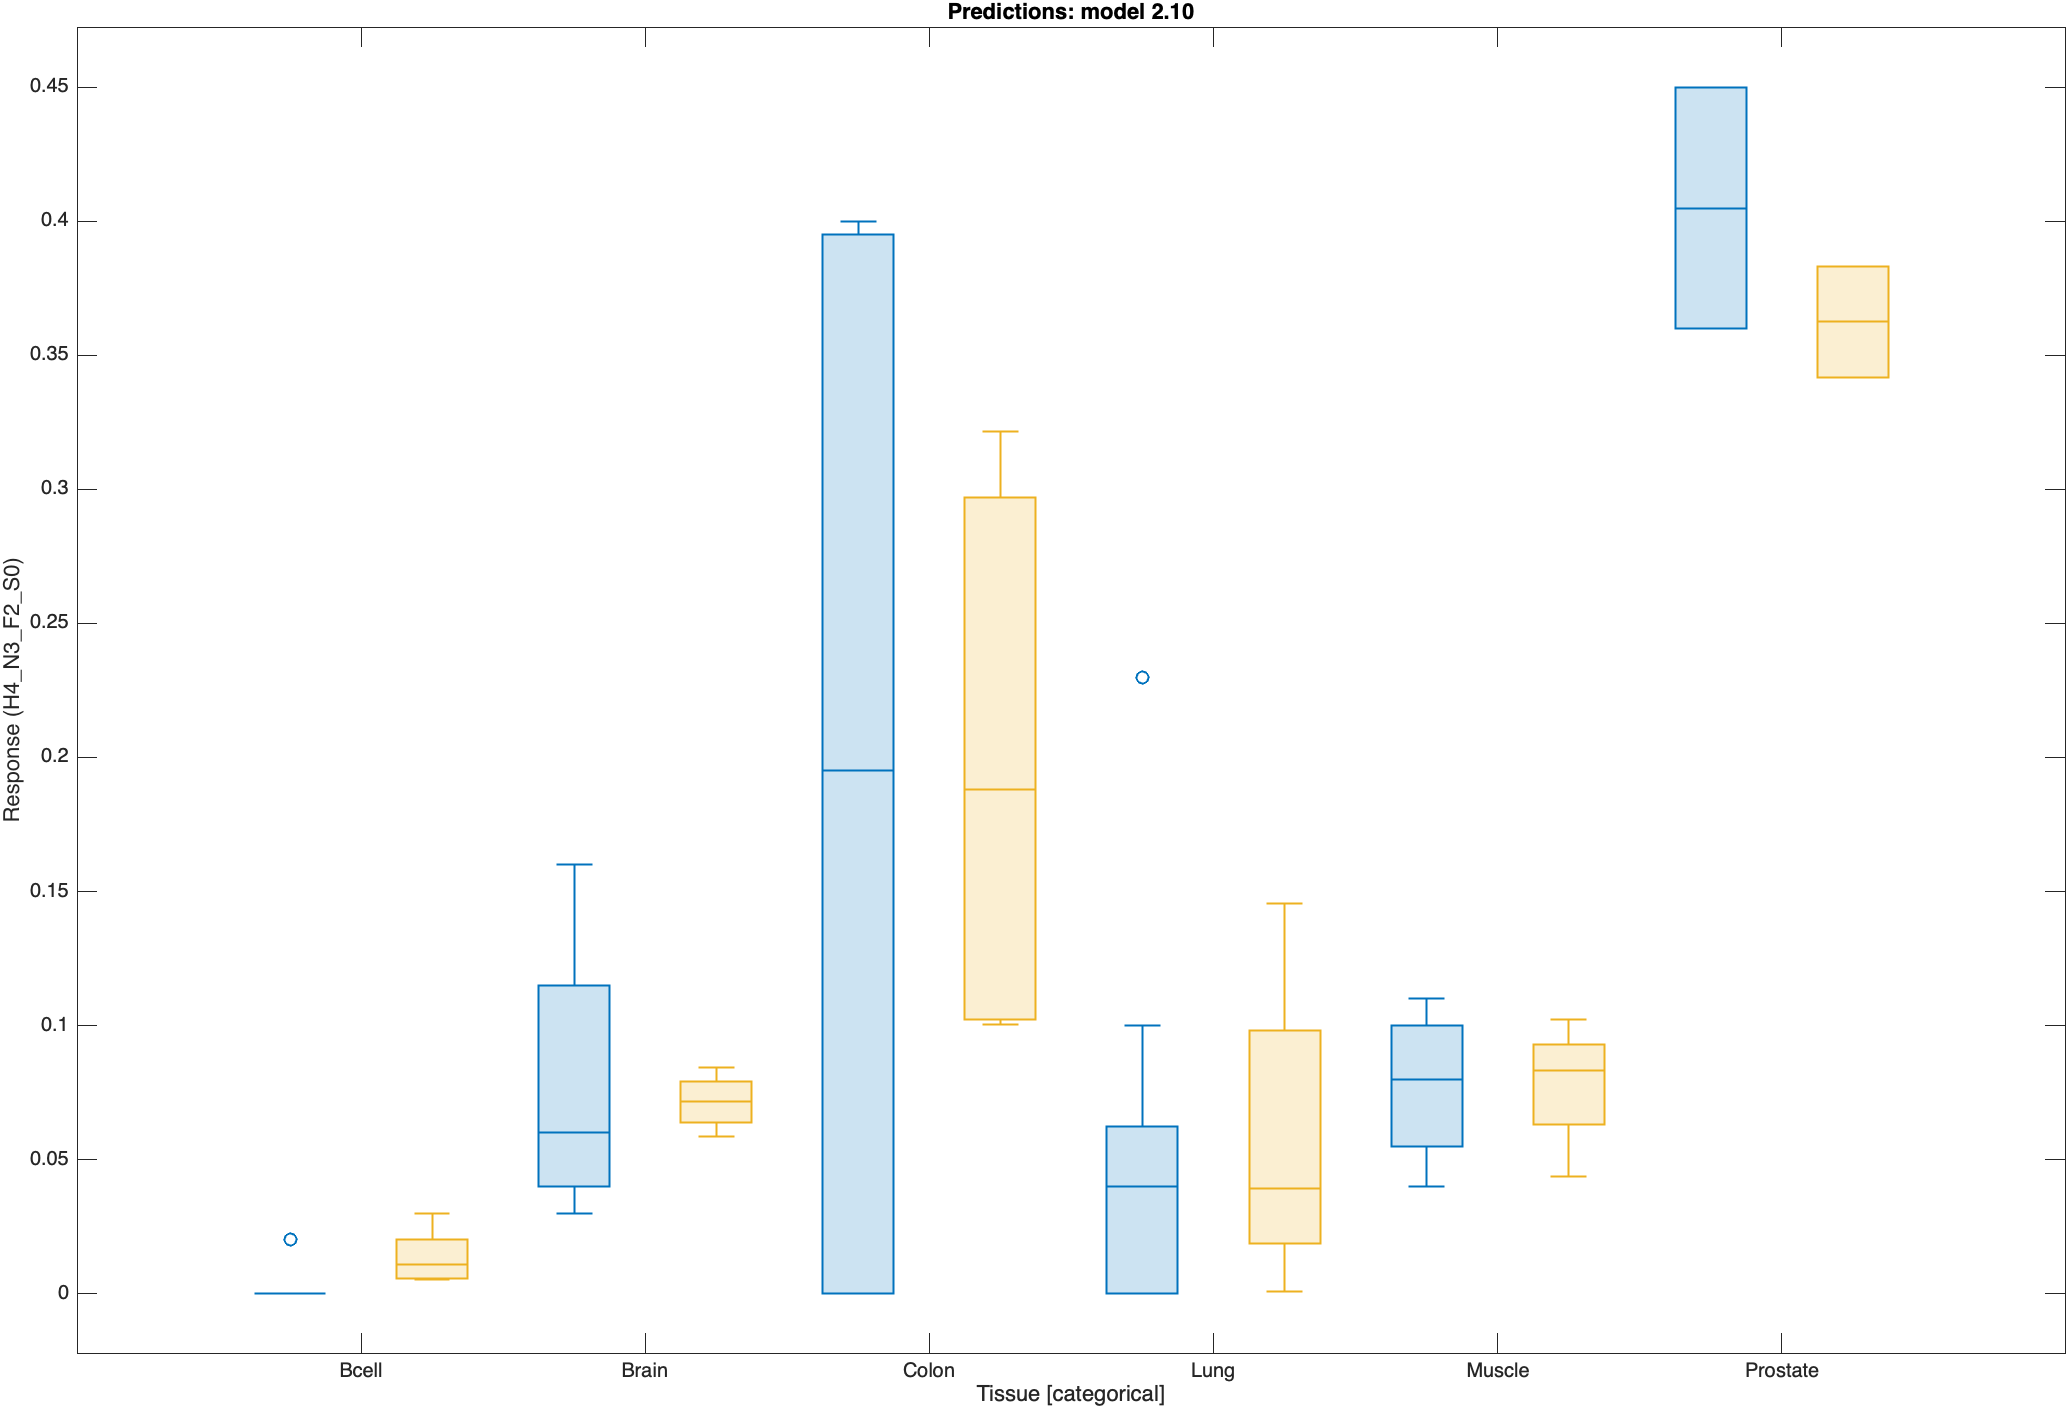 Predictions: model 2.10
Response (H4_N3_F2_S0)
0.45
0.4
0.35
0.3
0.25
0.2
0.15
0.1
0.05
0
Bcell
Brain
Colon
Lung
Muscle
Prostate
Tissue [categorical]